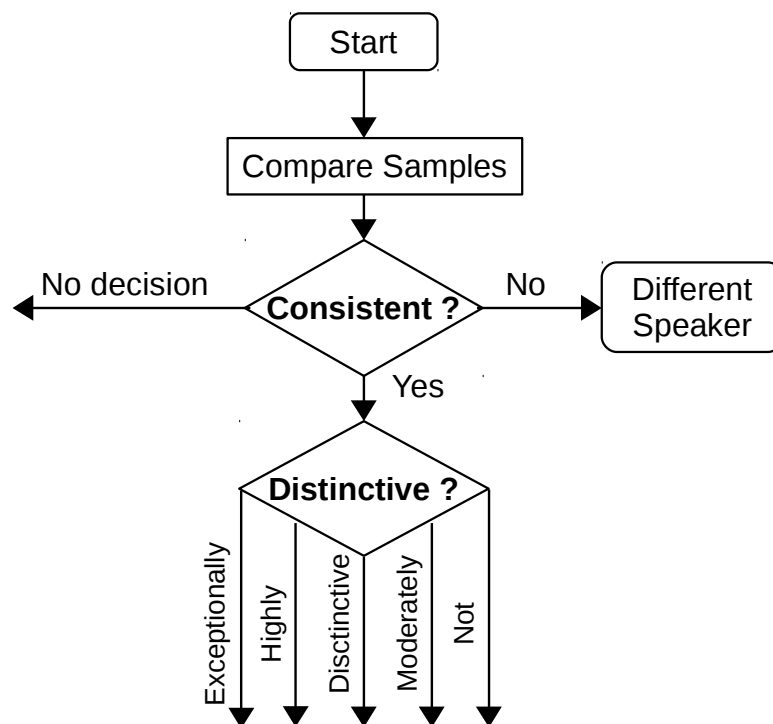 Start
Compare Samples
No decision
Consistent ?
No
Different
Speaker
Yes
Distinctive ?
Exceptionally
Highly
Disctinctive
Moderately
Not